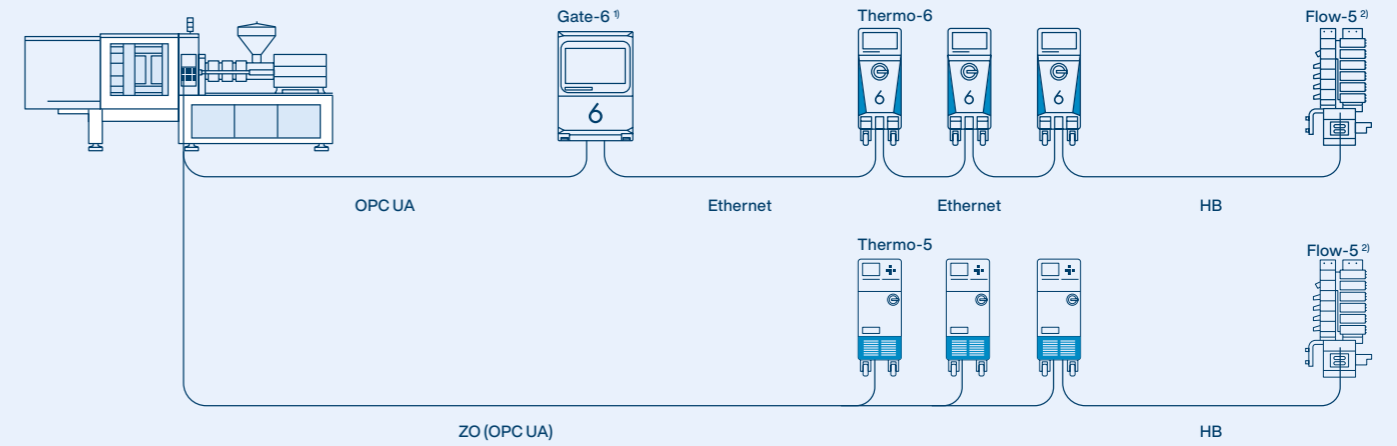 Gate-6 1)
Thermo-6
Flow-5 2)
6
6
6
6
OPC UA
Ethernet
Ethernet
HB
Thermo-5
Flow-5 2)
ZO (OPC UA)
HB